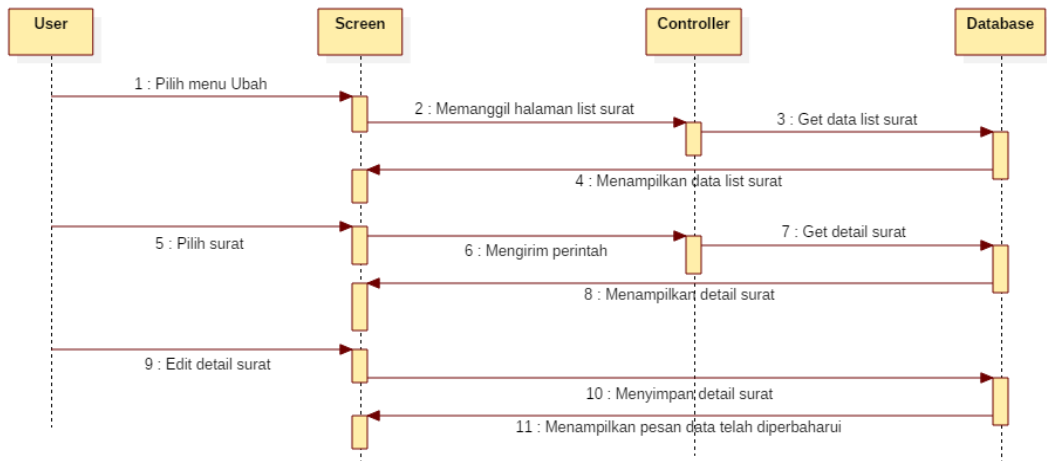 User
Screen
Controller
Database
1 : Pilih menu Ubah
2 : Memanggil halaman list surat
3 : Get data list surat
4 : Menampilkan data list surat
5 : Pilih surat
6 : Mengirim perintah
7 : Get detail surat
8 : Menampilkan detail surat
9 : Edit detail surat
10 : Menyimpan detail surat
11 : Menampilkan pesan data telah diperbaharui